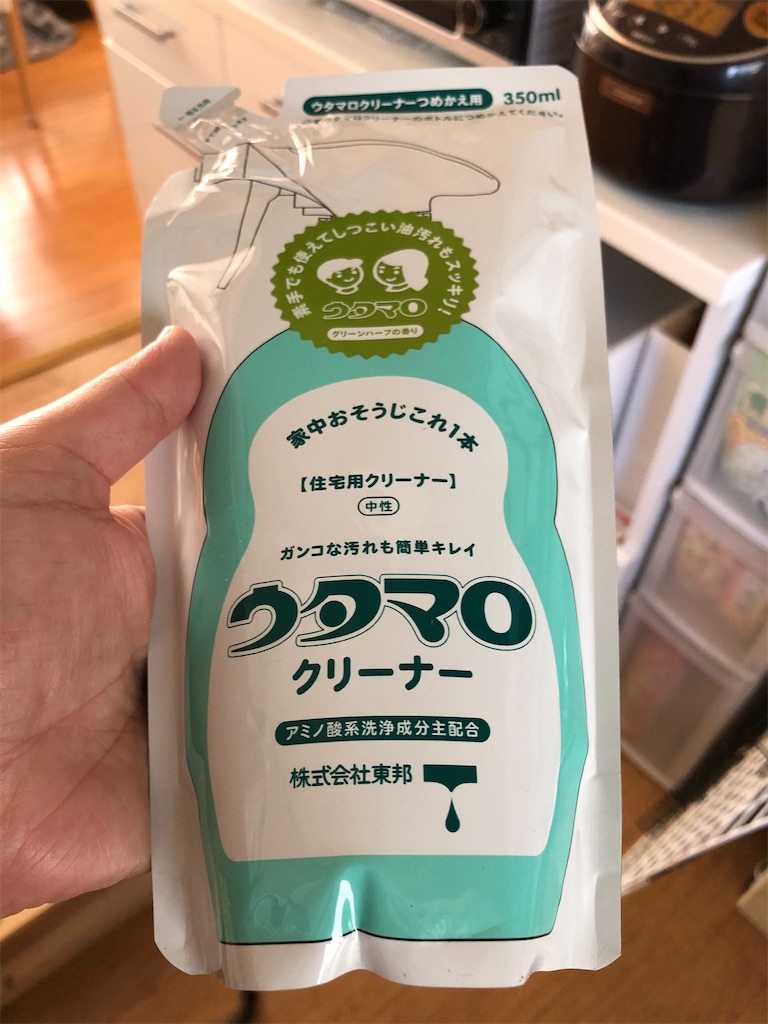 ウタマロクリーナーつめかえ用 350ml
素手でも使えてしつこい油汚れもスッキリ!
ウタマロ
グリーンハーブの香り
家中おそうじこれ1本
【住宅用クリーナー】
中性
ガンコな汚れも簡単キレイ
ウタマロ
クリーナー
アミノ酸系洗浄成分主配合
株式会社東邦